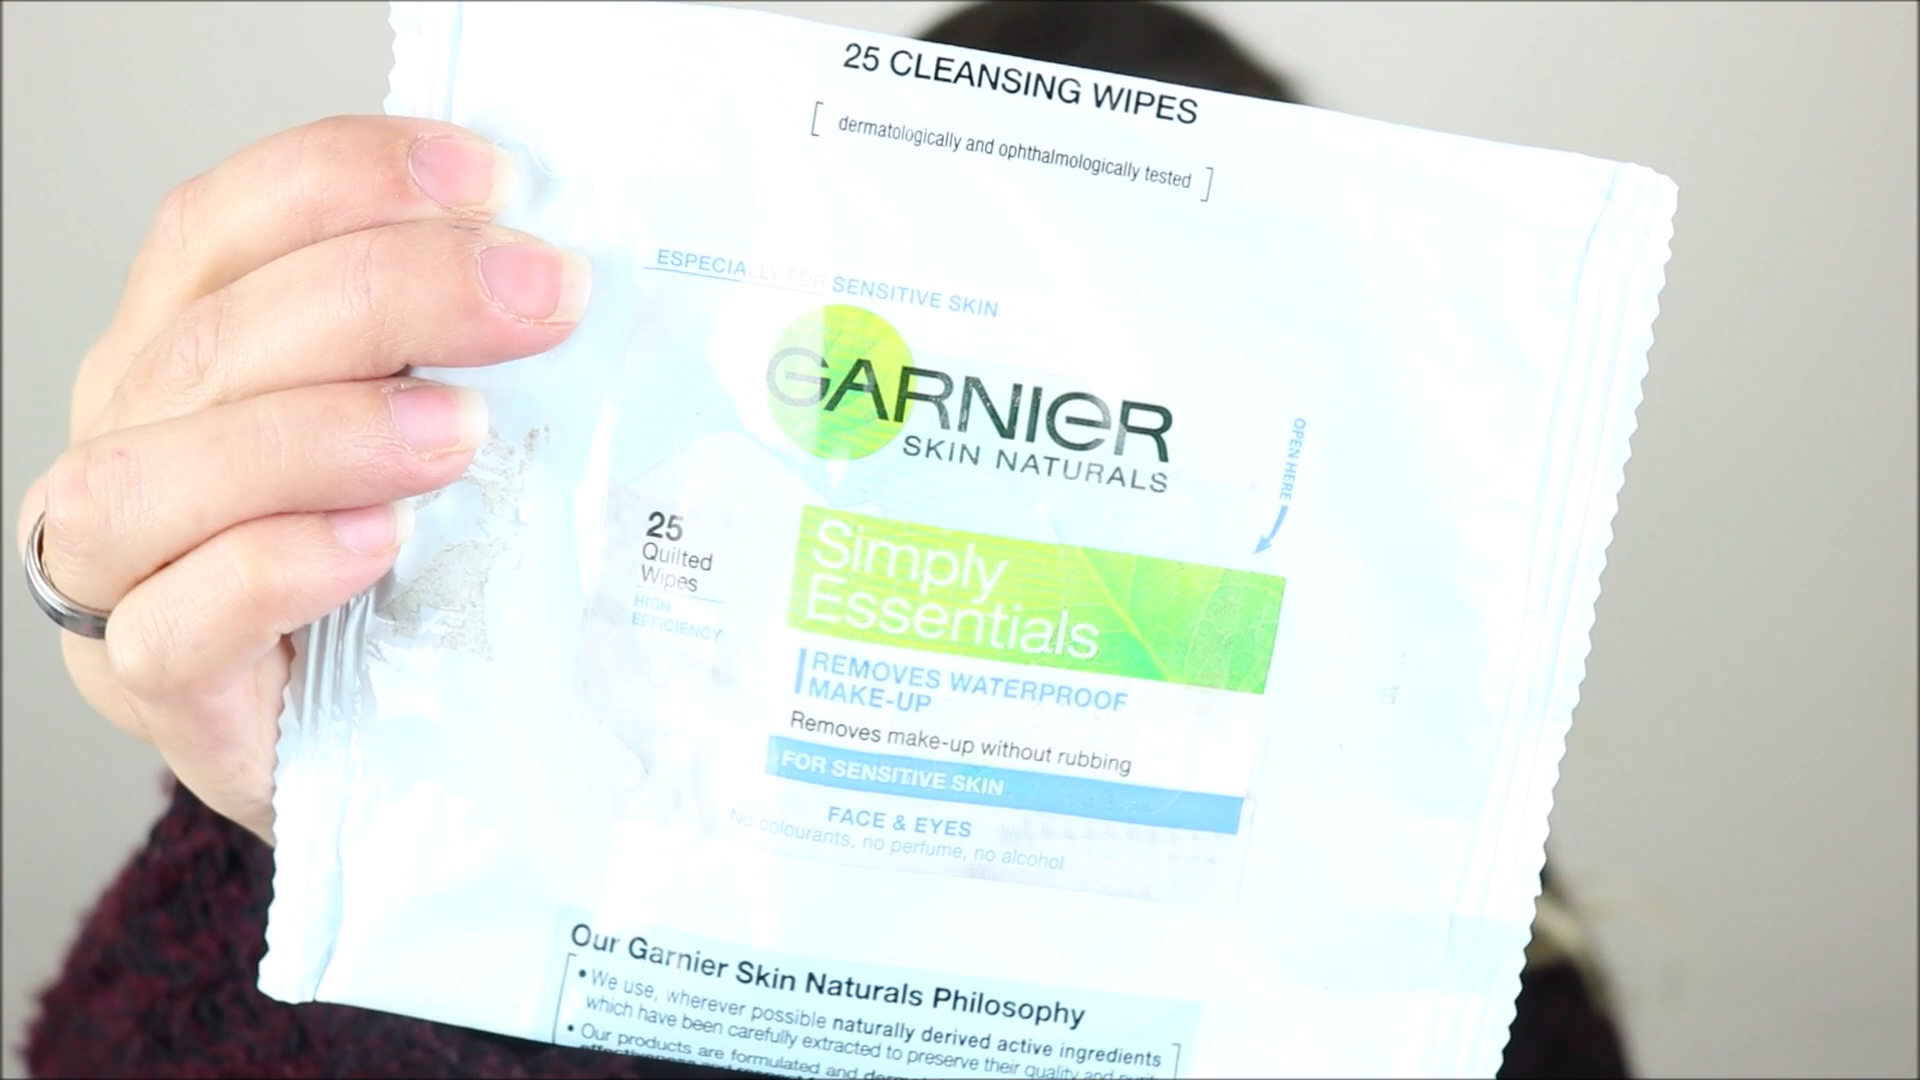 25 CLEANSING WIPES
dermatologically and ophthalmologically tested
ESPECIALLY FOR SENSITIVE SKIN
GARNIER
SKIN NATURALS
OPEN HERE
25
Quilted
Wipes
HIGH
EFFICIENCY
Simply
Essentials
REMOVES WATERPROOF
MAKE-UP
Removes make-up without rubbing
FOR SENSITIVE SKIN
FACE & EYES
No colourants, no perfume, no alcohol
Our Garnier Skin Naturals Philosophy
• We use, wherever possible naturally derived active ingredients
which have been carefully extracted to preserve their quality and
• Our products are formulated and